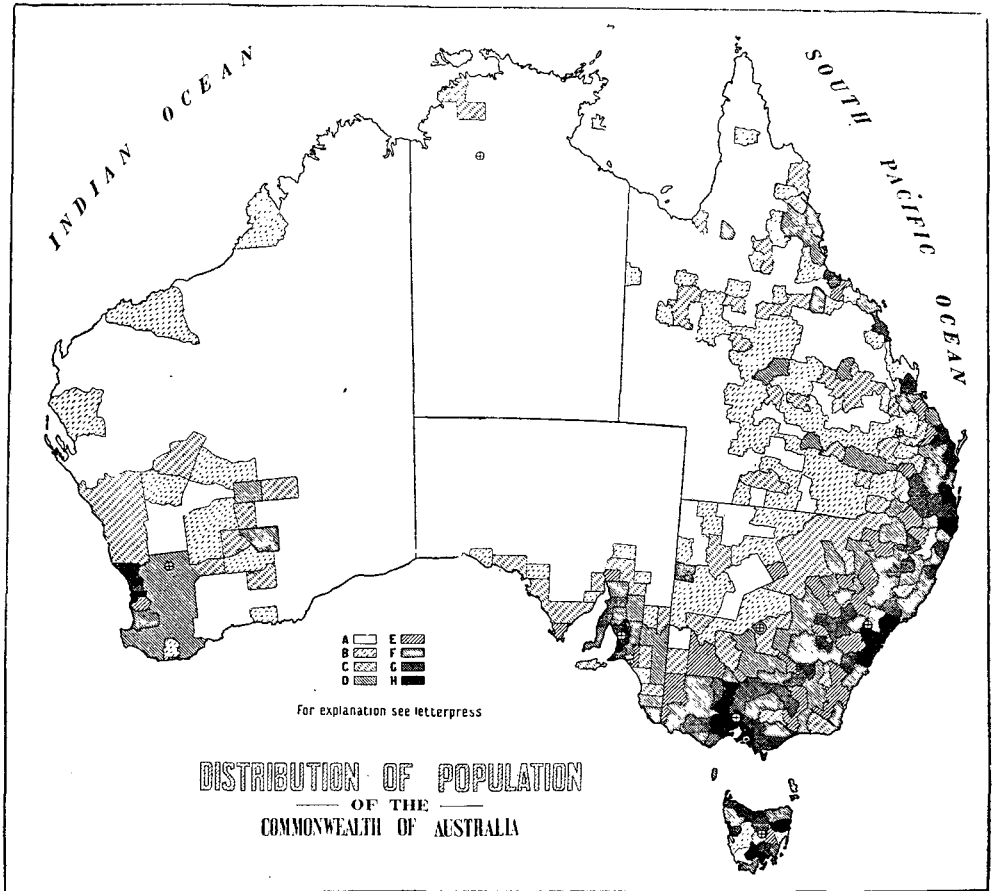 INDIAN OCEAN
SOUTH PACIFIC OCEAN
A E
B F
C G
D H
For explanation see letterpress
DISTRIBUTION OF POPULATION
OF THE
COMMONWEALTH OF AUSTRALIA